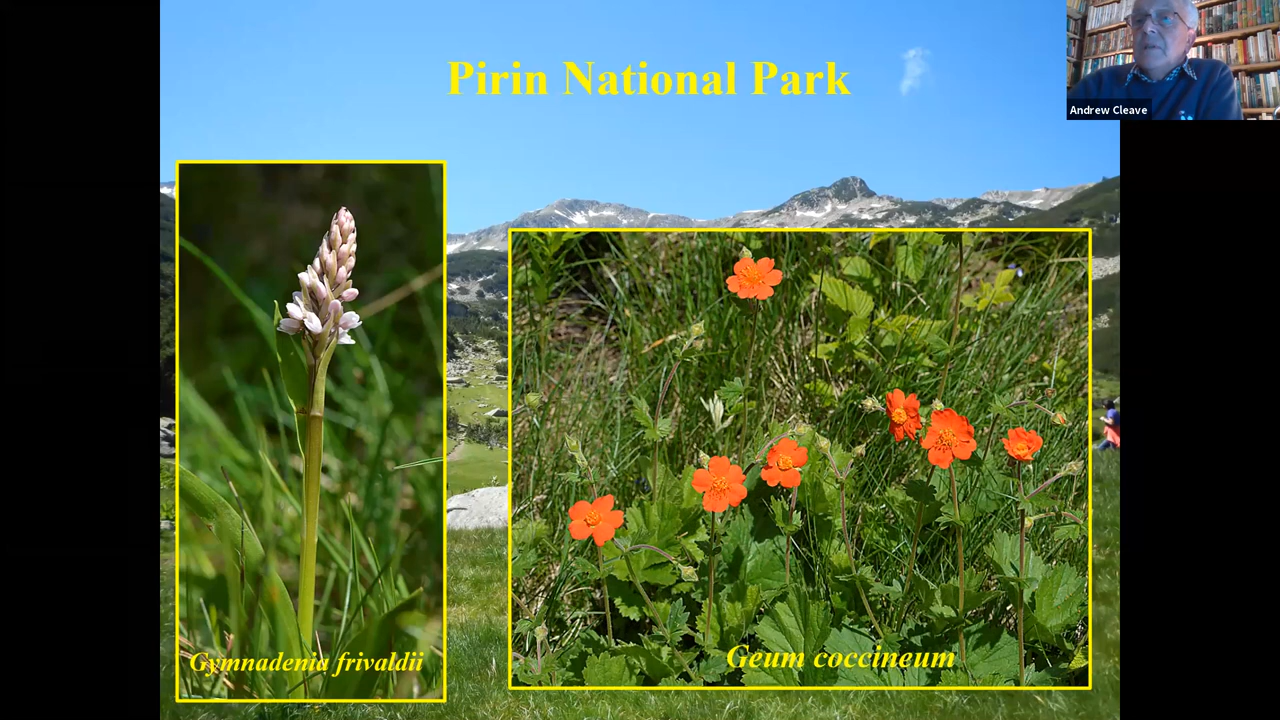 Pirin National Park
Andrew Cleave
Gymnadenia frivaldii
Geum coccineum